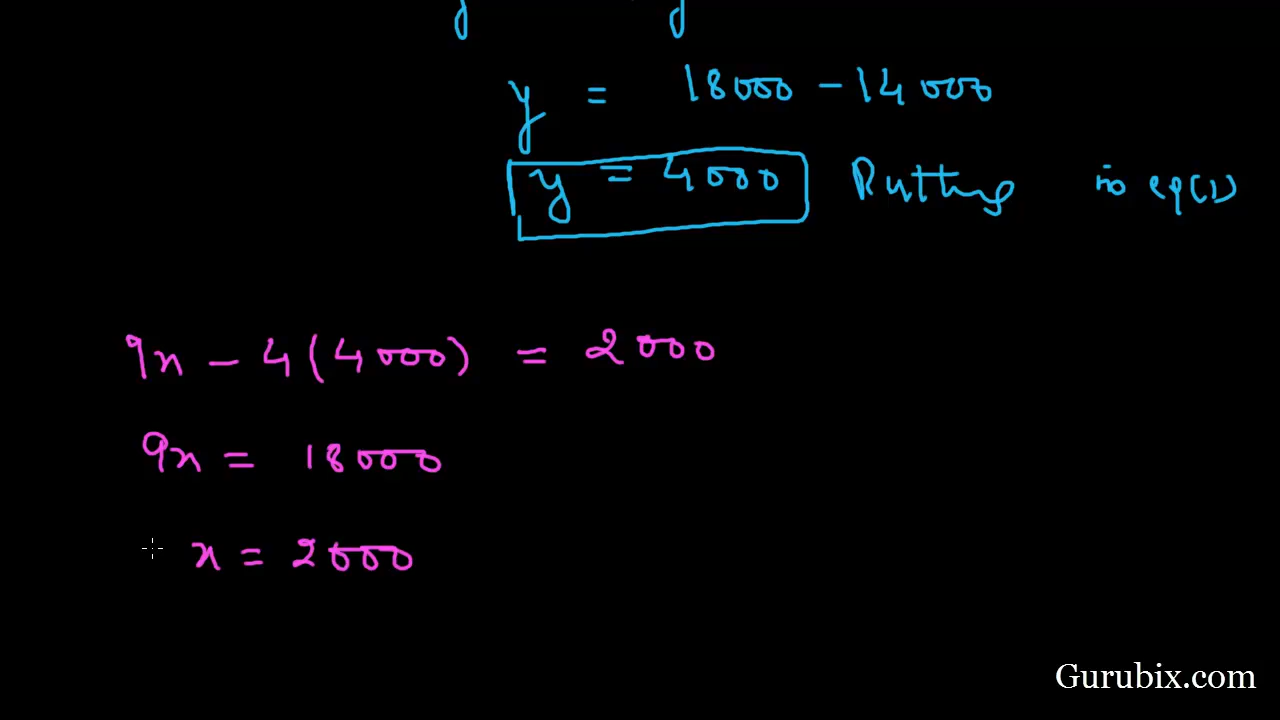 y = 18000 - 14000
y = 4000 Putting in eq(1)
9x - 4(4000) = 2000
9x = 18000
x = 2000
Gurubix.com